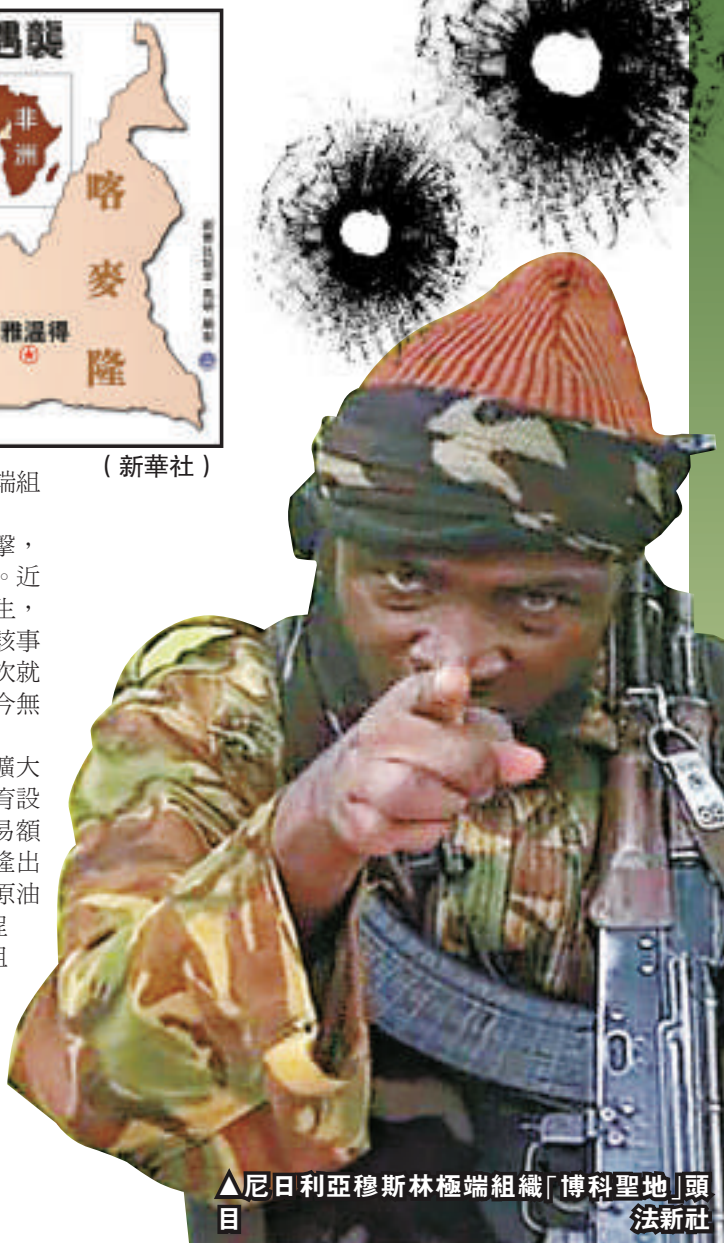 遇襲
非
洲
喀
麥
隆
雅溫得
（新華社）
端組
擊，
。近
生，
該事
次就
今無
擴大
育設
易額
隆出
原油
程
組
△尼日利亞穆斯林極端組織「博科聖地」頭
目 法新社